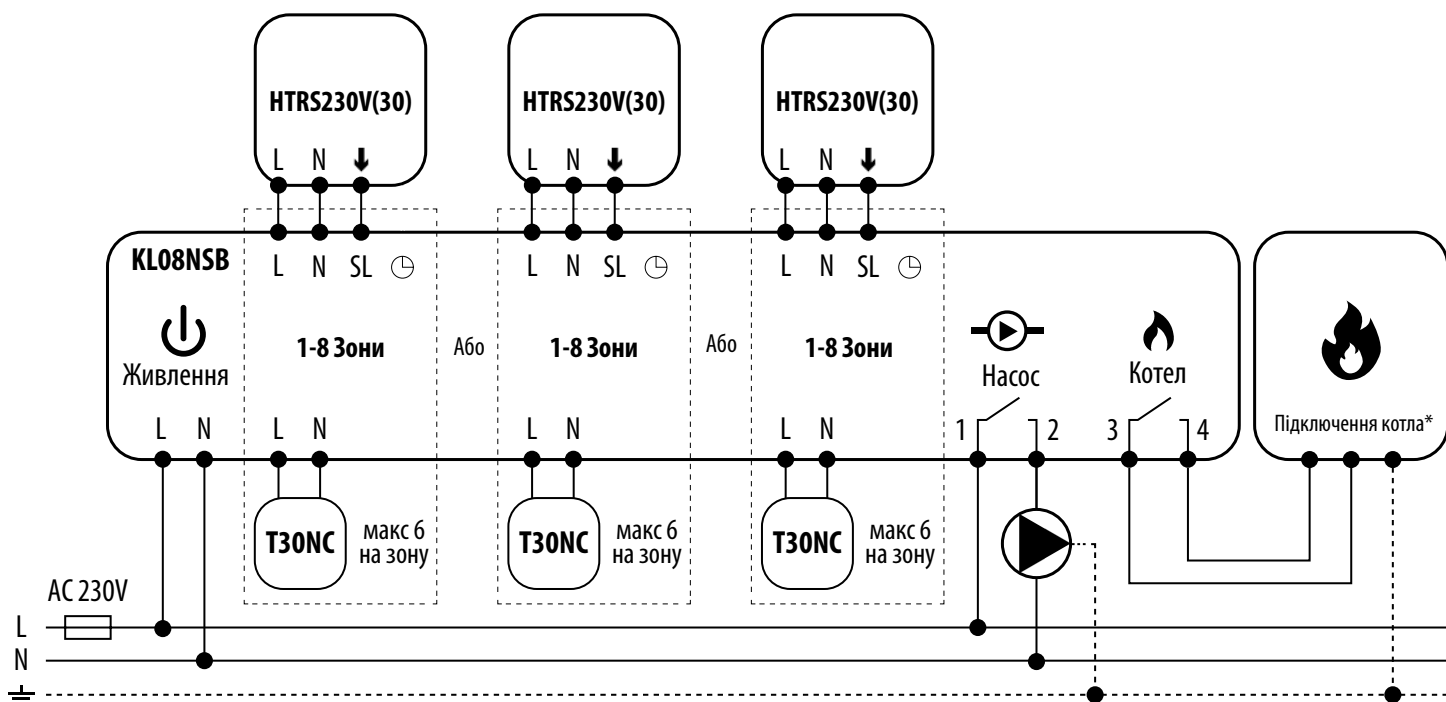 HTRS230V(30) HTRS230V(30) HTRS230V(30)
L N L N L N
KL08NSB
L N SL L N SL L N SL
1-8 Зони Або 1-8 Зони Або 1-8 Зони
Живлення
Насос
Котел
Підключення котла*
L N L N L N L N 1 2 3 4
T30NC макс 6 T30NC макс 6 T30NC макс 6
на зону на зону на зону
AC 230V
L
N